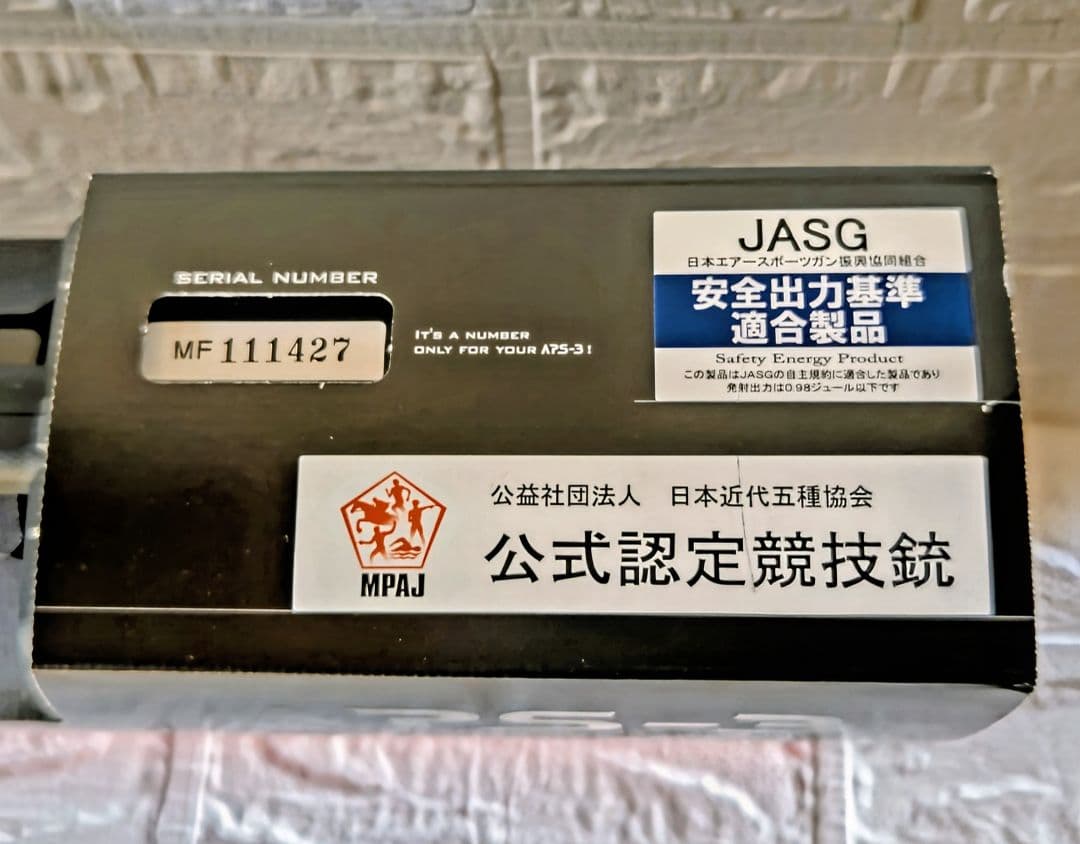 SERIAL NUMBER
MF 111427
IT'S A NUMBER
ONLY FOR YOUR APS-3!
JASG
日本エアースポーツガン振興協同組合
安全出力基準
適合製品
Safety Energy Product
この製品はJASGの自主規約に適合した製品であり
発射出力は0.98ジュール以下です
公益社団法人 日本近代五種協会
公式認定競技銃
MPAJ